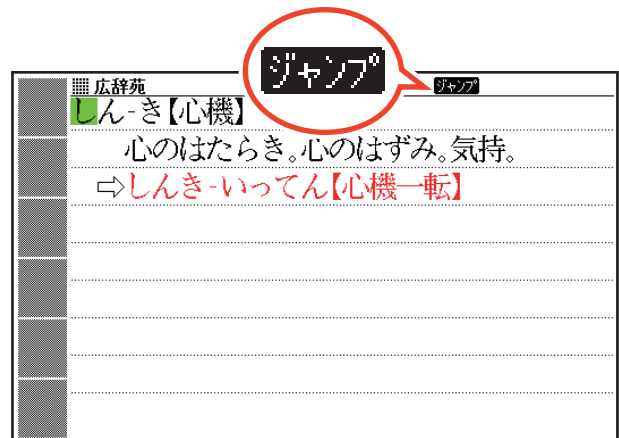 ジャンプ
広辞苑 ジャンプ
しん-き【心機】
心のはたらき。心のはずみ。気持。
⇨しんき-いってん【心機一転】